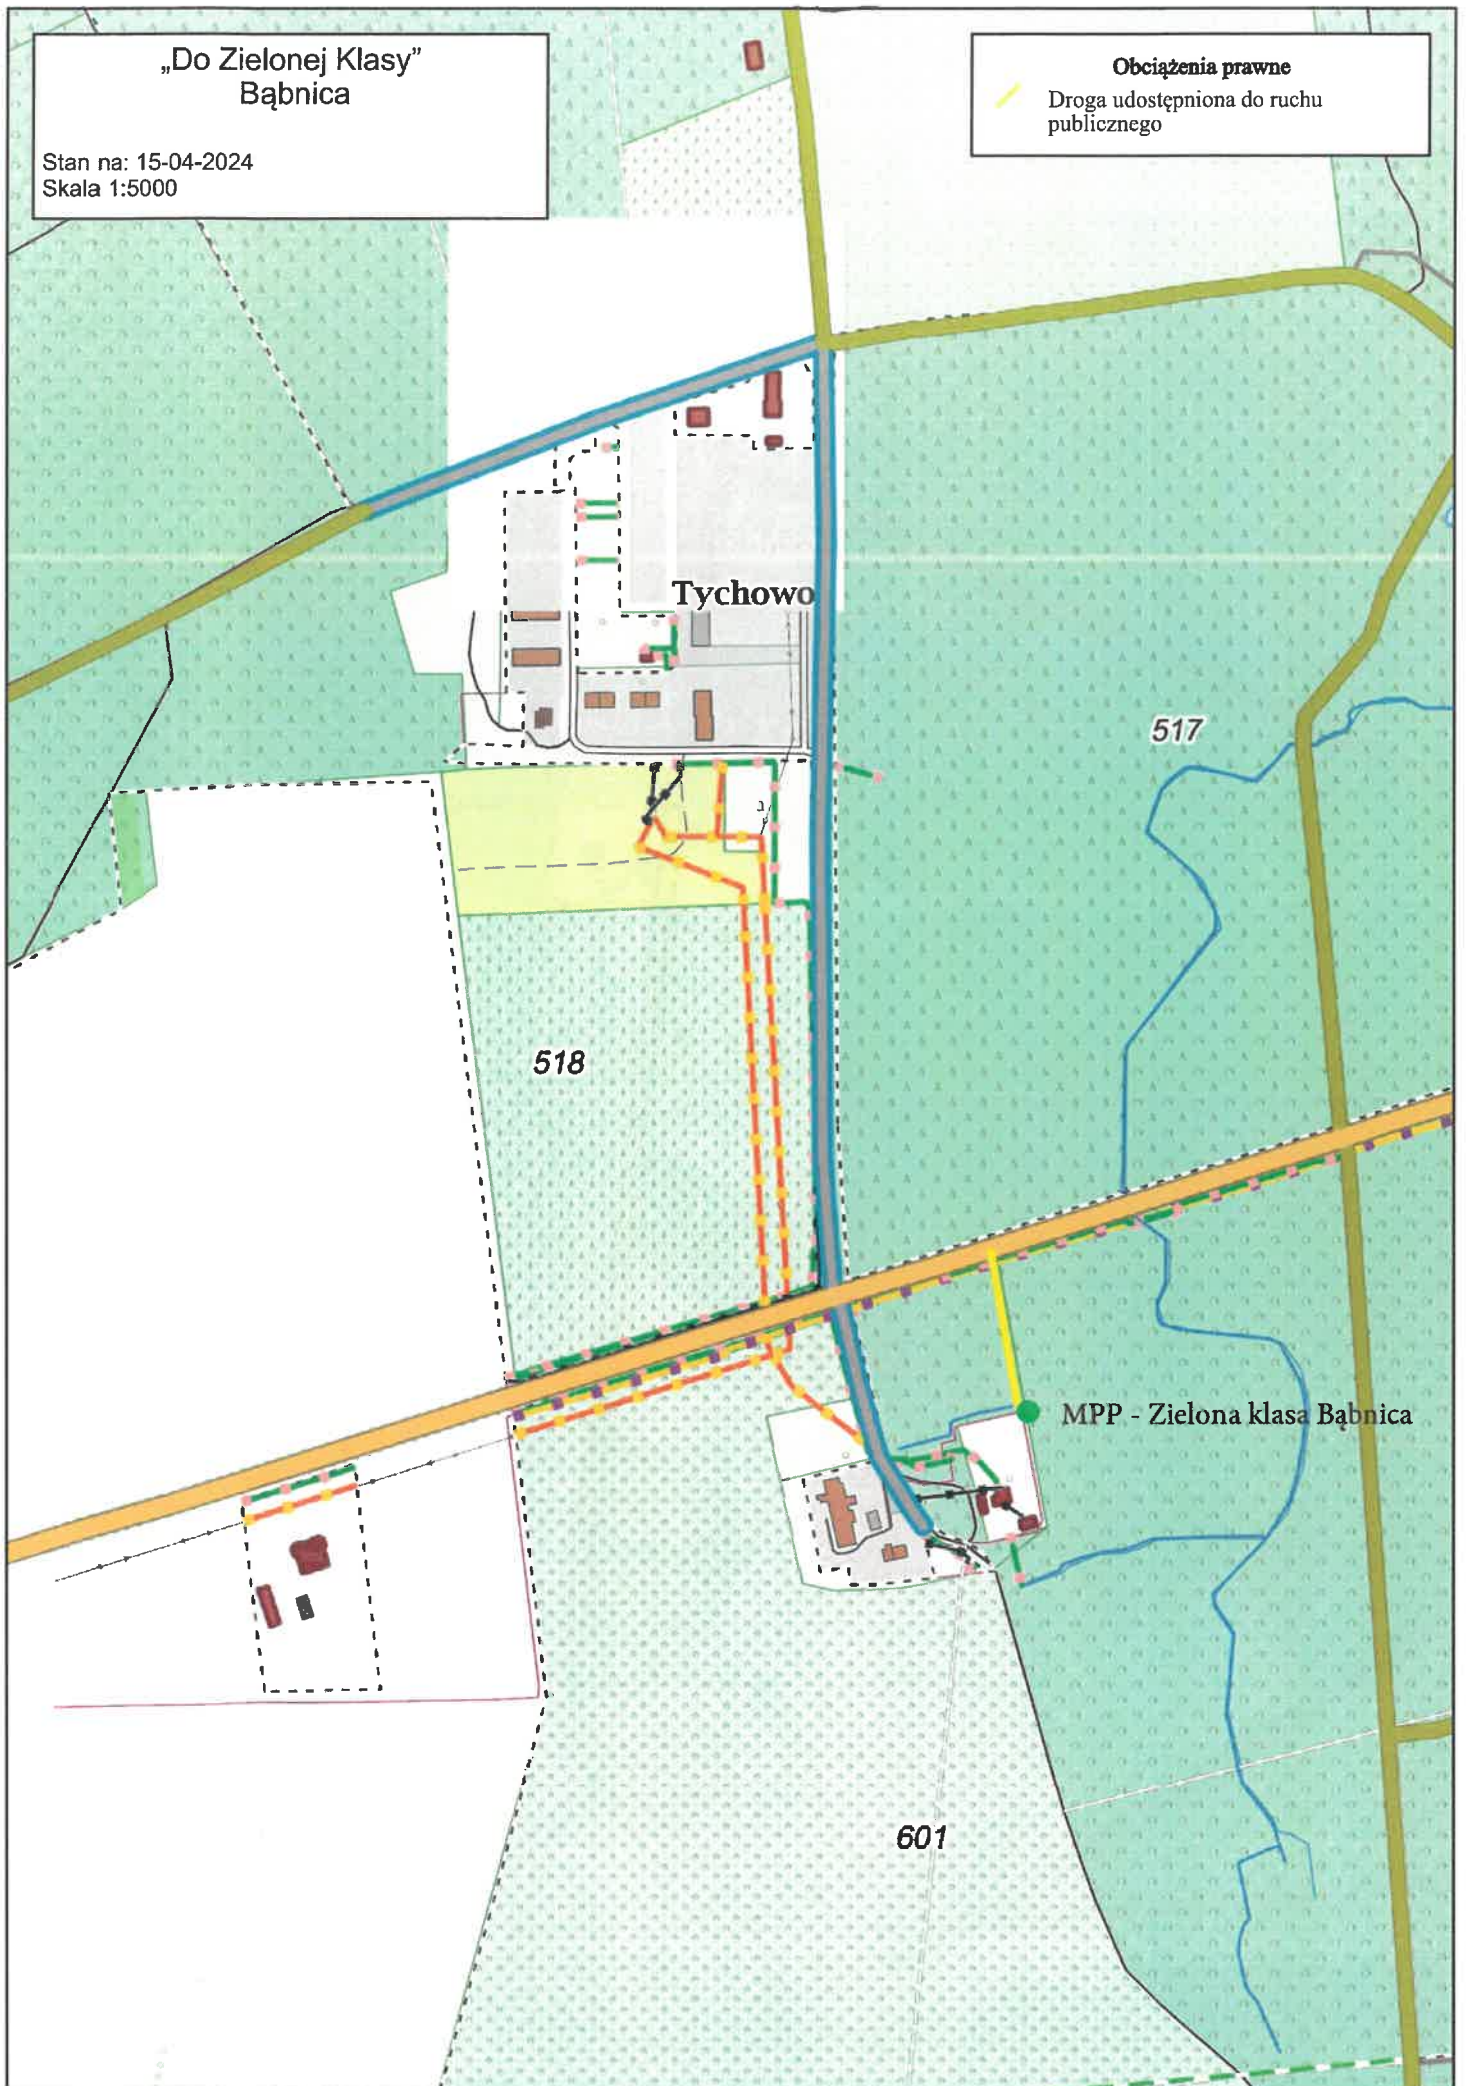 „Do Zielonej Klasy”
Bąbnica
Stan na: 15-04-2024
Skala 1:5000
Obciążenia prawne
Droga udostępniona do ruchu
publicznego
Tychowo
517
518
MPP - Zielona klasa Bąbnica
601